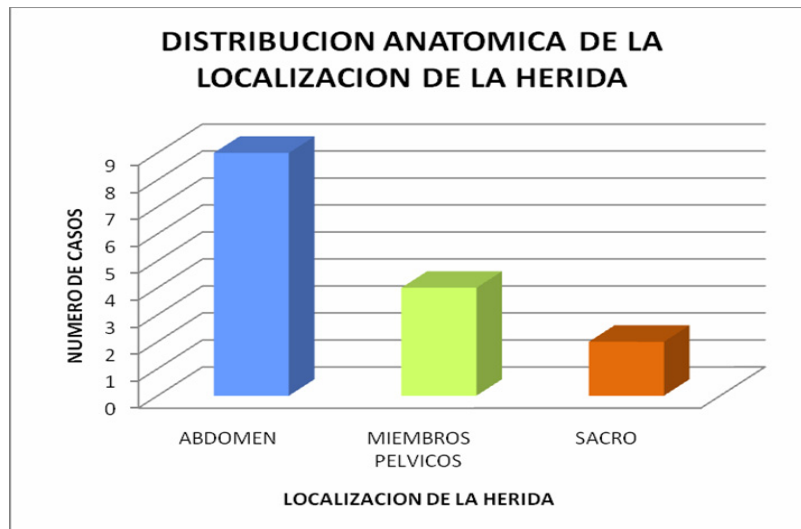 DISTRIBUCION ANATOMICA DE LA
LOCALIZACION DE LA HERIDA
NUMERO DE CASOS
9
8
7
6
5
4
3
2
1
0
ABDOMEN
MIEMBROS
PELVICOS
SACRO
LOCALIZACION DE LA HERIDA